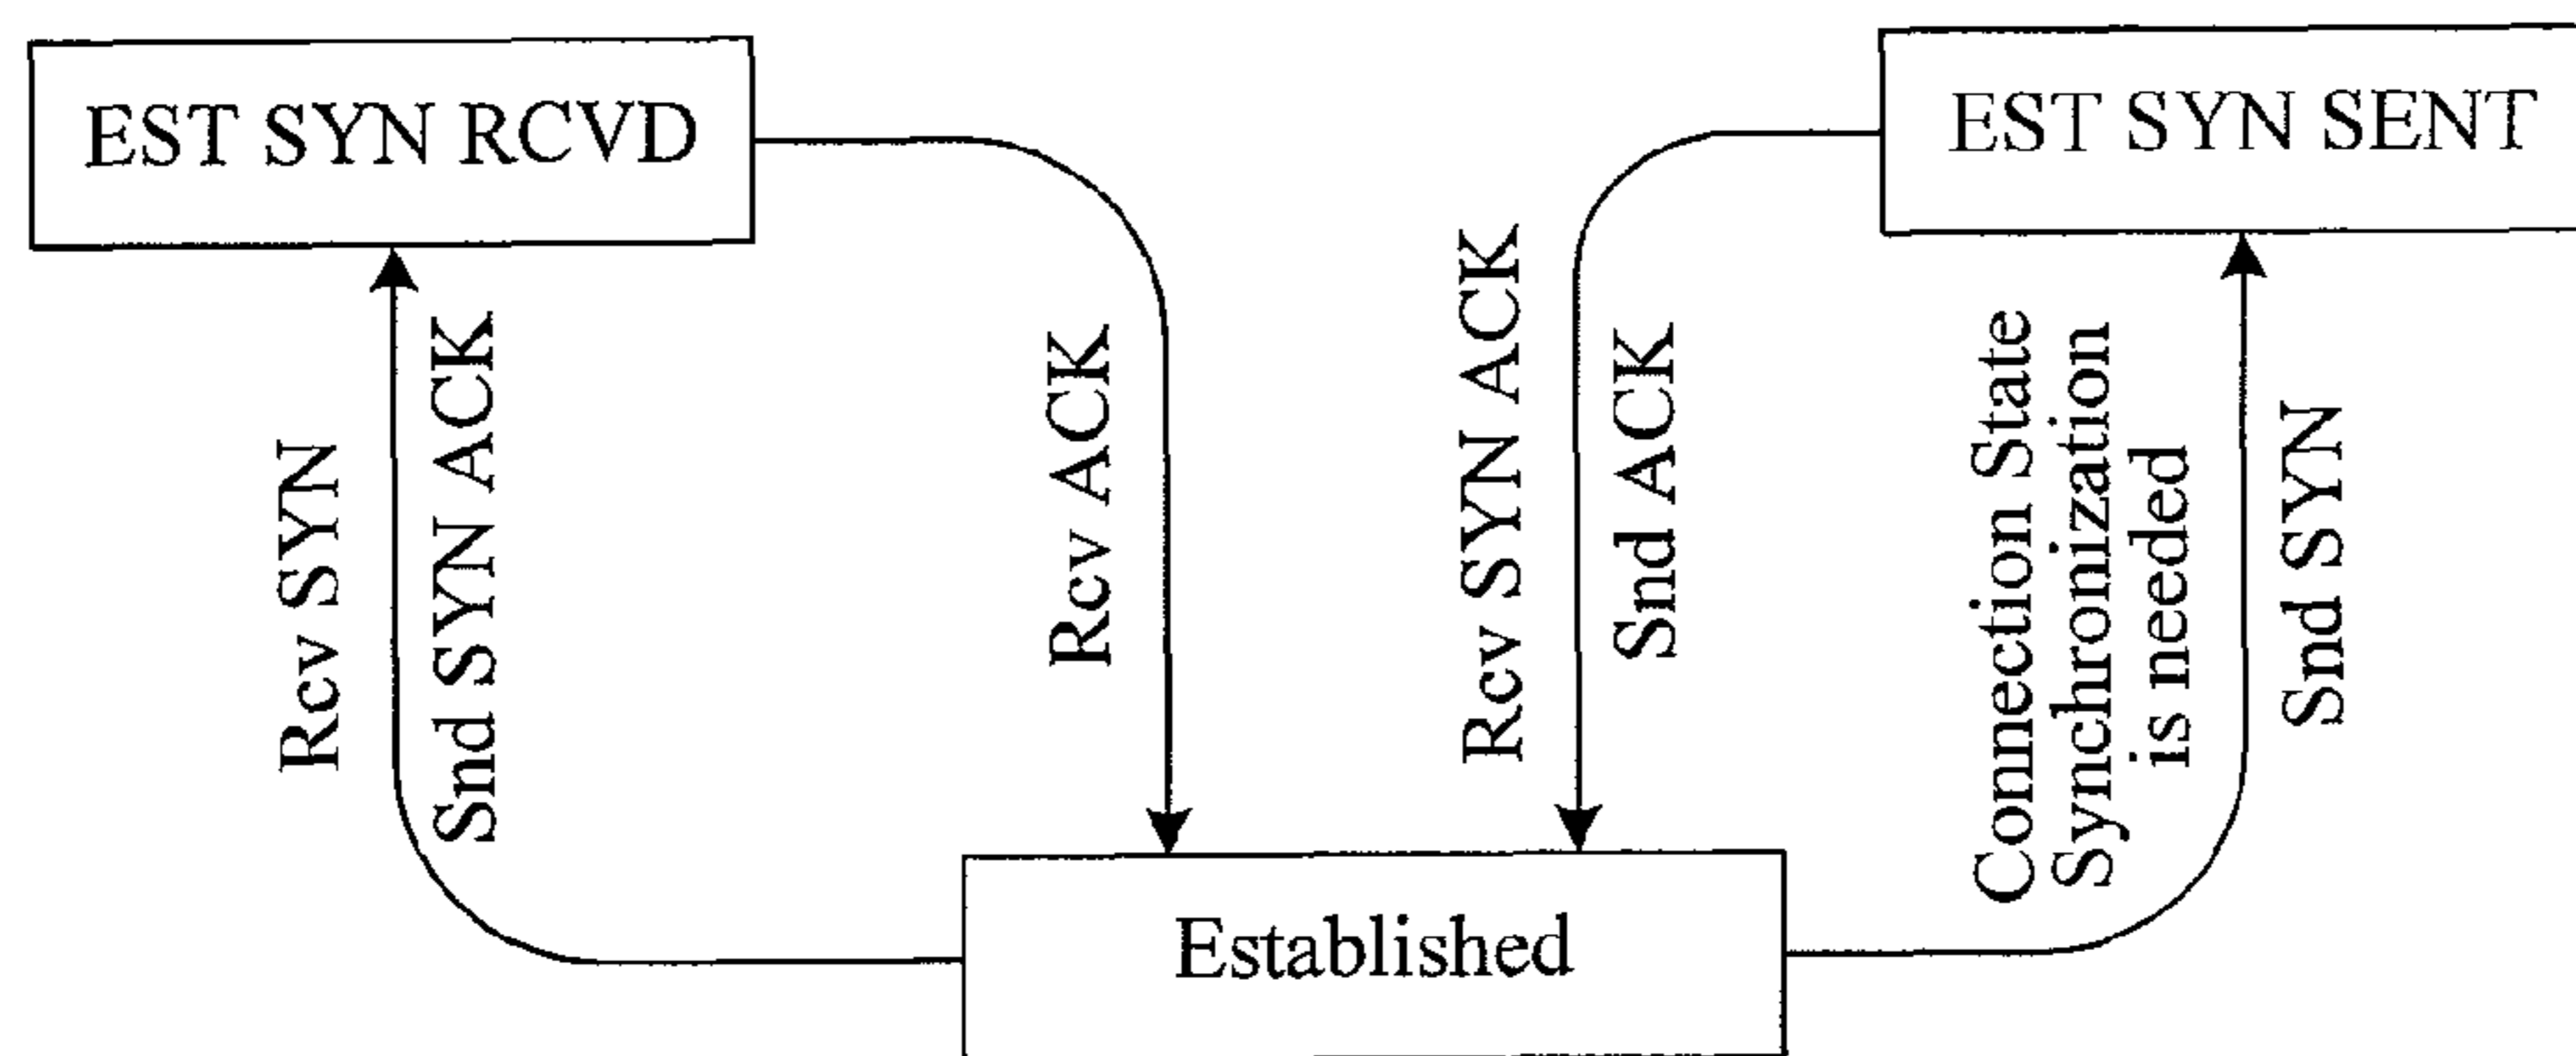 EST SYN RCVD
EST SYN SENT
Rcv SYN
Snd SYN ACK
Rcv ACK
Rcv SYN ACK
Snd ACK
Connection State
Synchronization
is needed
Snd SYN
Established